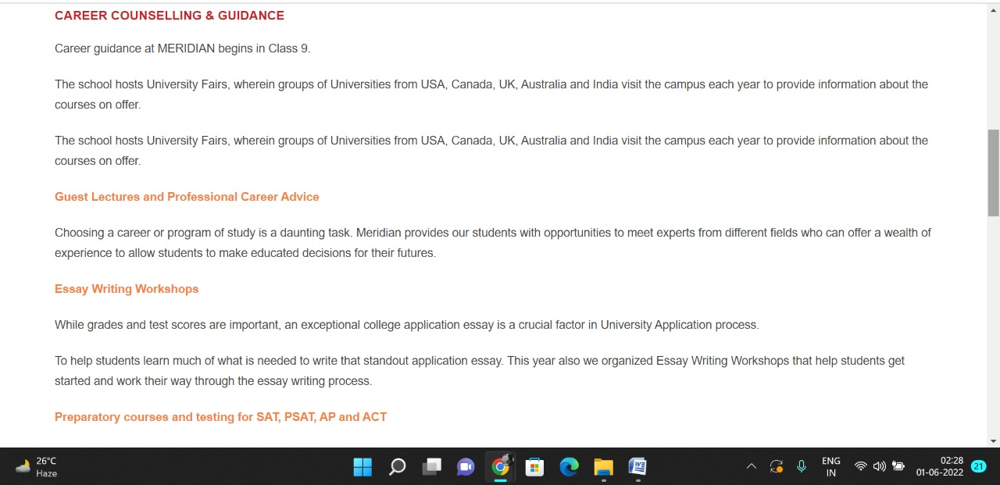 CAREER COUNSELLING & GUIDANCE
Career guidance at MERIDIAN begins in Class 9.
The school hosts University Fairs, wherein groups of Universities from USA, Canada, UK, Australia and India visit the campus each year to provide information about the
courses on offer.
The school hosts University Fairs, wherein groups of Universities from USA, Canada, UK, Australia and India visit the campus each year to provide information about the
courses on offer.
Guest Lectures and Professional Career Advice
Choosing a career or program of study is a daunting task. Meridian provides our students with opportunities to meet experts from different fields who can offer a wealth of
experience to allow students to make educated decisions for their futures.
Essay Writing Workshops
While grades and test scores are important, an exceptional college application essay is a crucial factor in University Application process.
To help students learn much of what is needed to write that standout application essay. This year also we organized Essay Writing Workshops that help students get
started and work their way through the essay writing process.
Preparatory courses and testing for SAT, PSAT, AP and ACT
26°C
Haze
ENG
IN
02:28
01-06-2022
21